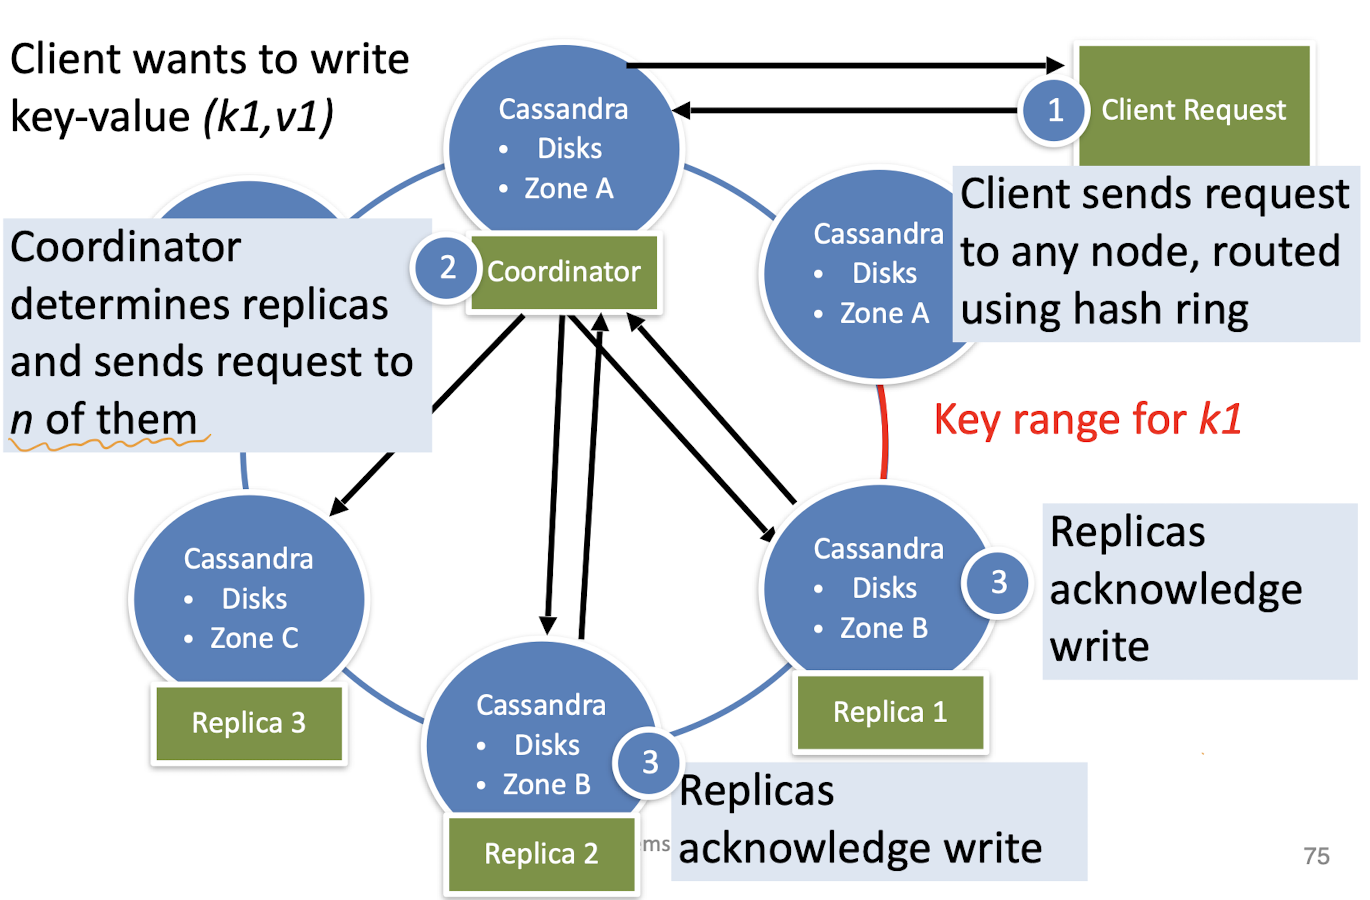 Client wants to write
key-value (k1,v1)
Cassandra
• Disks
• Zone A
1
Client Request
Client sends request
to any node, routed
using hash ring
Cassandra
• Disks
• Zone A
2
Coordinator
Coordinator
determines replicas
and sends request to
n of them
Key range for k1
Cassandra
• Disks
• Zone C
Replica 3
Cassandra
• Disks
• Zone B
3
Replica 1
Replicas
acknowledge
write
Cassandra
• Disks
• Zone B
3
Replica 2
Replicas
acknowledge write
75